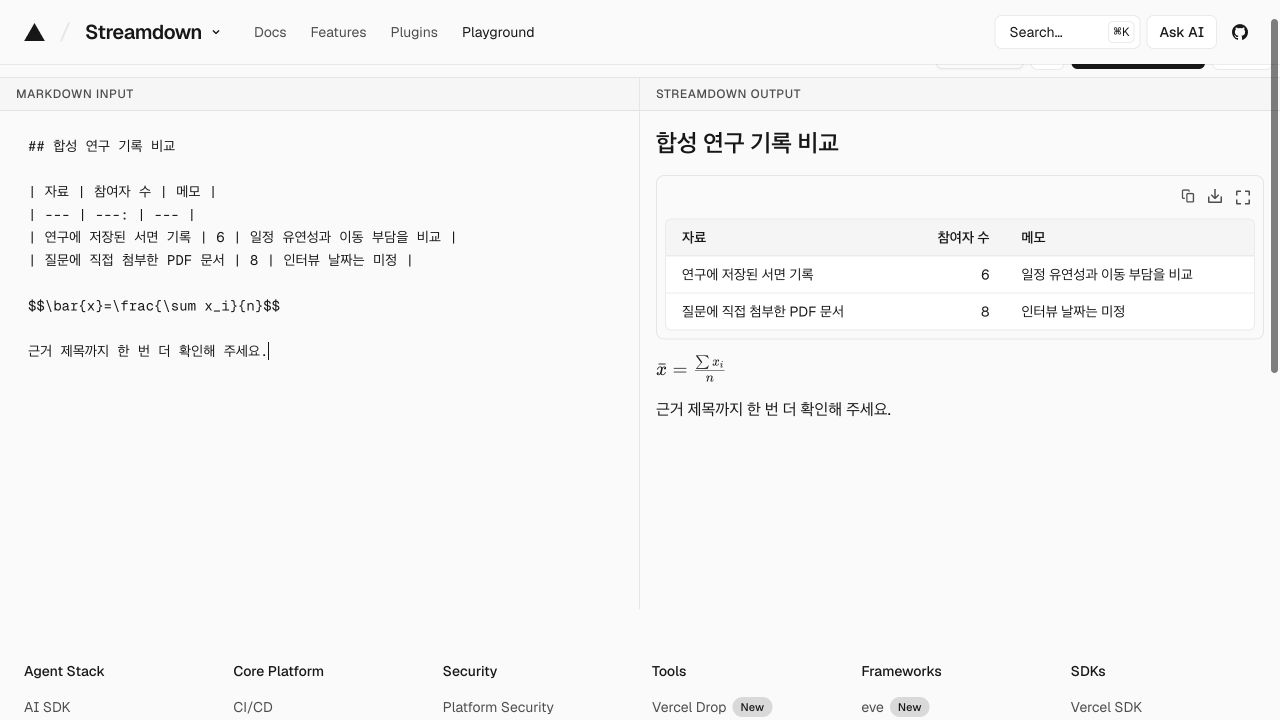 Streamdown Docs Features Plugins Playground Search... ⌘K Ask AI
MARKDOWN INPUT
## 합성 연구 기록 비교
| 자료 | 참여자 수 | 메모 |
| --- | ---: | --- |
| 연구에 저장된 서면 기록 | 6 | 일정 유연성과 이동 부담을 비교 |
| 질문에 직접 첨부한 PDF 문서 | 8 | 인터뷰 날짜는 미정 |
$$\bar{x}=\frac{\sum x_i}{n}$$
근거 제목까지 한 번 더 확인해 주세요.
STREAMDOWN OUTPUT
합성 연구 기록 비교
자료 참여자 수 메모
연구에 저장된 서면 기록 6 일정 유연성과 이동 부담을 비교
질문에 직접 첨부한 PDF 문서 8 인터뷰 날짜는 미정
x̄ = ∑ xᵢ / n
근거 제목까지 한 번 더 확인해 주세요.
Agent Stack Core Platform Security Tools Frameworks SDKs
AI SDK CI/CD Platform Security Vercel Drop New eve New Vercel SDK